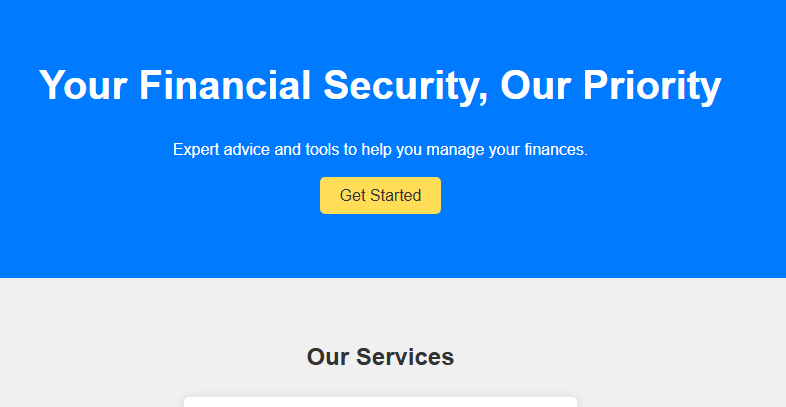 Your Financial Security, Our Priority
Expert advice and tools to help you manage your finances.
Get Started
Our Services